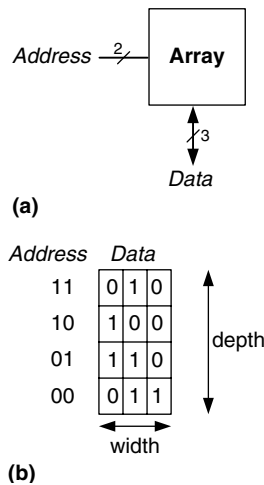 2
Address Array
3
Data
(a)
Address Data
11 0 1 0
10 1 0 0
01 1 1 0
00 0 1 1
depth
width
(b)